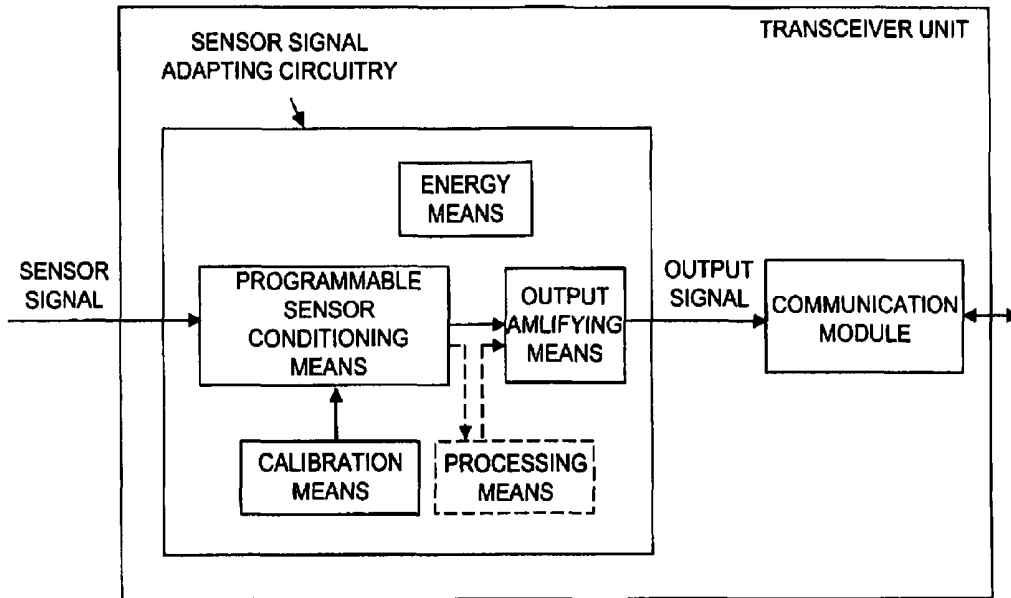 TRANSCEIVER UNIT
SENSOR SIGNAL
ADAPTING CIRCUITRY
ENERGY
MEANS
SENSOR
SIGNAL
PROGRAMMABLE
SENSOR
CONDITIONING
MEANS
OUTPUT
AMLIFYING
MEANS
OUTPUT
SIGNAL
COMMUNICATION
MODULE
CALIBRATION
MEANS
PROCESSING
MEANS